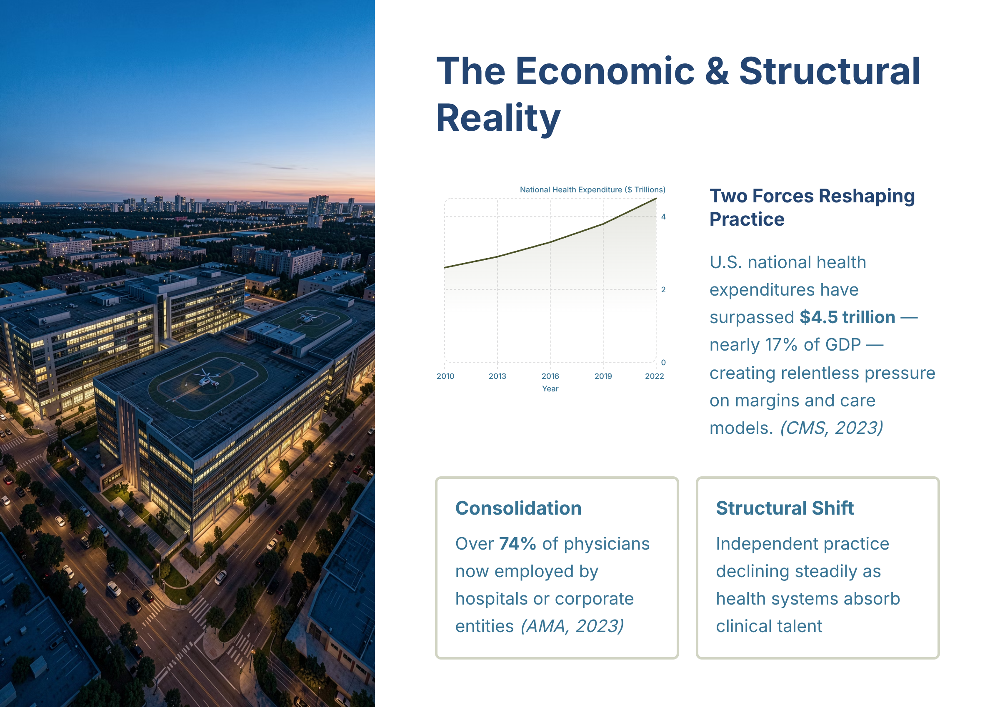 The Economic & Structural
Reality
National Health Expenditure ($ Trillions)
4
2
0
2010 2013 2016 2019 2022
Year
Two Forces Reshaping
Practice
U.S. national health
expenditures have
surpassed $4.5 trillion —
nearly 17% of GDP —
creating relentless pressure
on margins and care
models. (CMS, 2023)
Consolidation
Over 74% of physicians
now employed by
hospitals or corporate
entities (AMA, 2023)
Structural Shift
Independent practice
declining steadily as
health systems absorb
clinical talent